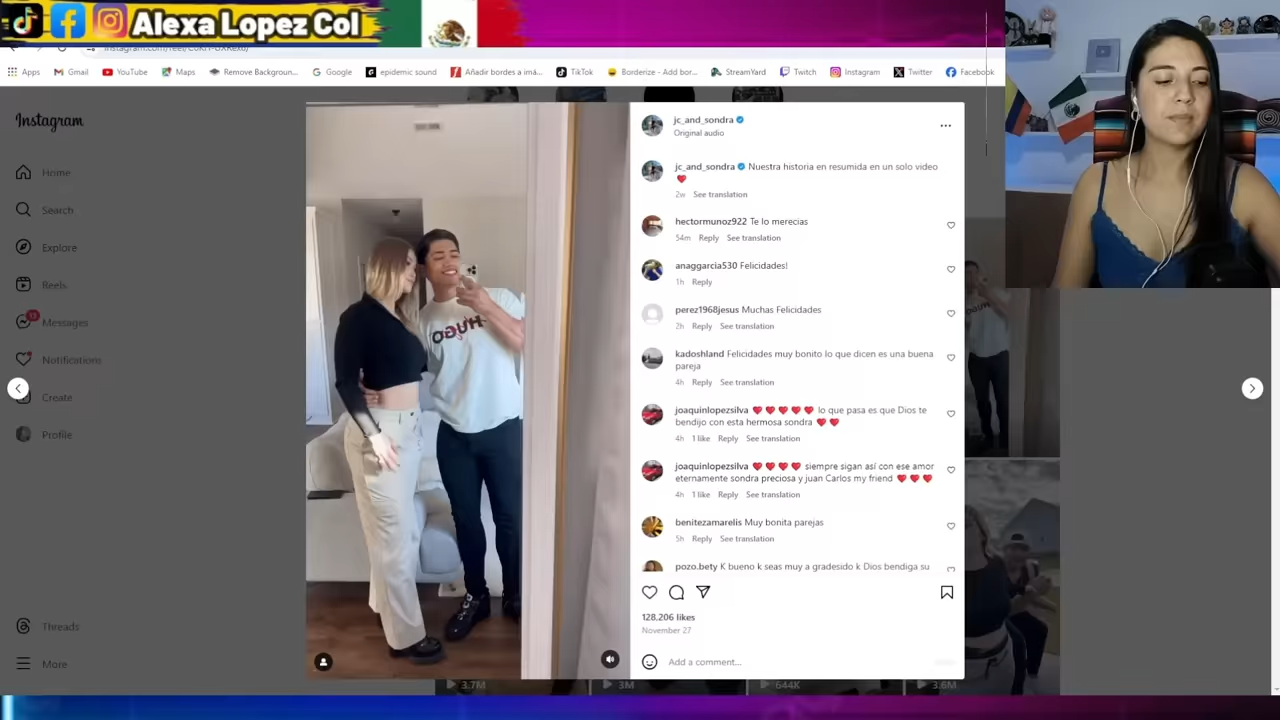 Alexa Lopez Col
instagram.com/reel/
Apps
Gmail
YouTube
Maps
Remove Backgroun...
Google
epidemic sound
Añadir bordes a imá...
TikTok
Borderize - Add bor...
StreamYard
Twitch
Instagram
Twitter
Facebook
Instagram
Home
Search
Explore
Reels
Messages
Notifications
Create
Profile
Threads
More
HUGO
jc_and_sondra
Original audio
jc_and_sondra Nuestra historia en resumida en un solo video
❤
2w See translation
hectormunoz922 Te lo merecias
54m Reply See translation
anaggarcia530 Felicidades!
1h Reply
perez1968jesus Muchas Felicidades
2h Reply See translation
kadoshland Felicidades muy bonito lo que dicen es una buena
pareja
4h Reply See translation
joaquinlopezsilva ❤❤❤❤❤ lo que pasa es que Dios te
bendijo con esta hermosa sondra ❤❤
4h 1 like Reply See translation
joaquinlopezsilva ❤❤❤❤ siempre sigan así con ese amor
eternamente sondra preciosa y juan Carlos my friend ❤❤❤
4h 1 like Reply See translation
benitezamarelis Muy bonita parejas
5h Reply See translation
pozo.bety K bueno k seas muy a gradesido k Dios bendiga su
128.206 likes
November 27
Add a comment...
3.7M
3M
644K
3.6M